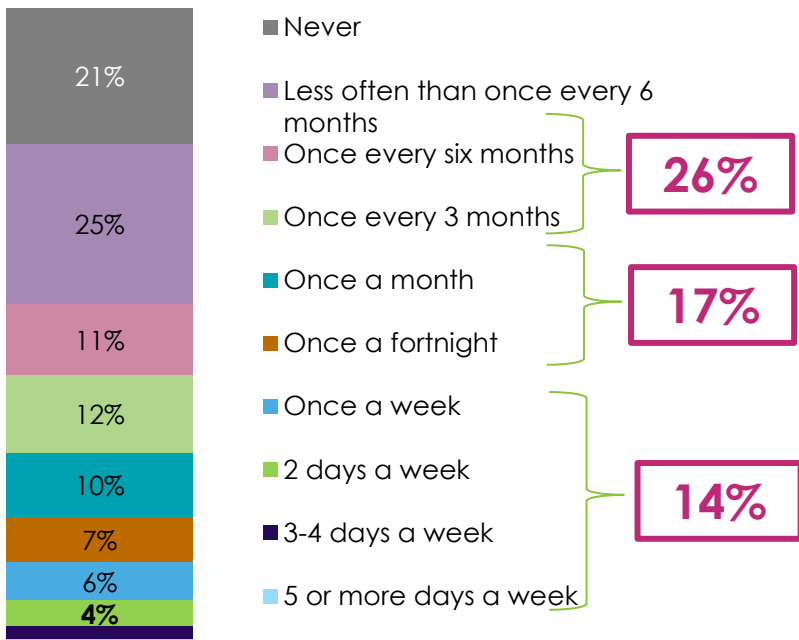 21%
25%
11%
12%
10%
7%
6%
4%
Never
Less often than once every 6
months
Once every six months
Once every 3 months
Once a month
Once a fortnight
Once a week
2 days a week
3-4 days a week
5 or more days a week
26%
17%
14%